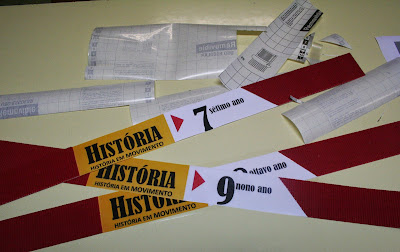 7 sétimo ano
HISTÓRIA
HISTÓRIA EM MOVIMENTO
oitavo ano
HISTÓRIA
HISTÓRIA EM MOVIMENTO
9 nono ano
HISTÓRIA
HISTÓRIA EM MOVIMENTO